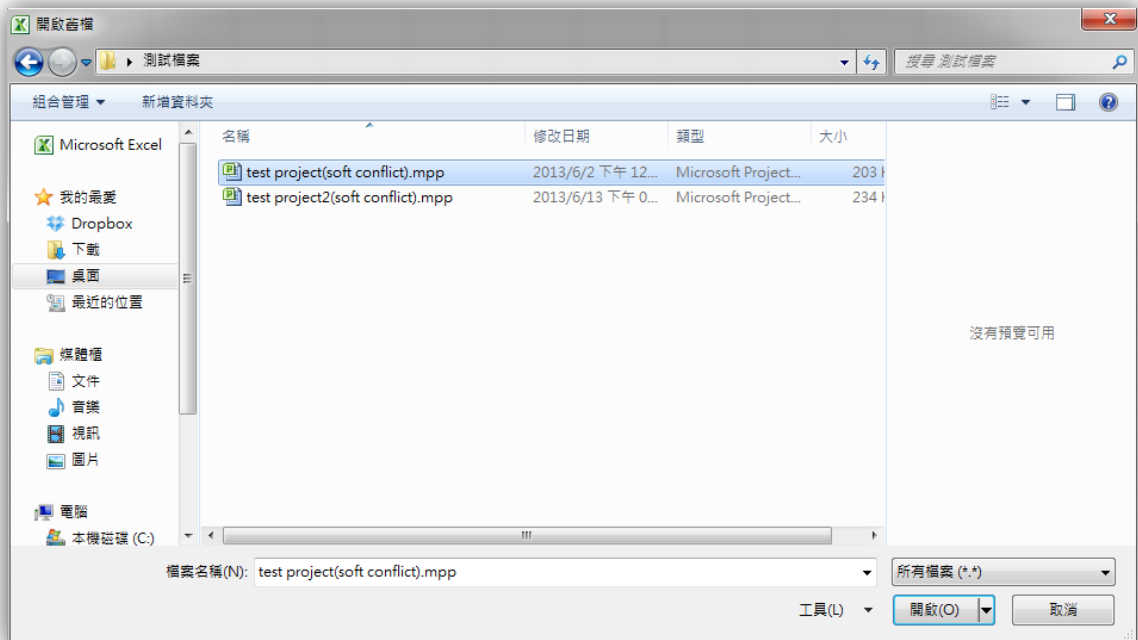 開啟舊檔
測試檔案
搜尋 測試檔案
組合管理 新增資料夾
Microsoft Excel
我的最愛
Dropbox
下載
桌面
最近的位置
媒體櫃
文件
音樂
視訊
圖片
電腦
本機磁碟 (C:)
名稱 修改日期 類型 大小
test project(soft conflict).mpp 2013/6/2 下午 12... Microsoft Project... 203
test project2(soft conflict).mpp 2013/6/13 下午 0... Microsoft Project... 234
沒有預覽可用
檔案名稱(N): test project(soft conflict).mpp 所有檔案 (*.*)
工具(L) 開啟(O) 取消